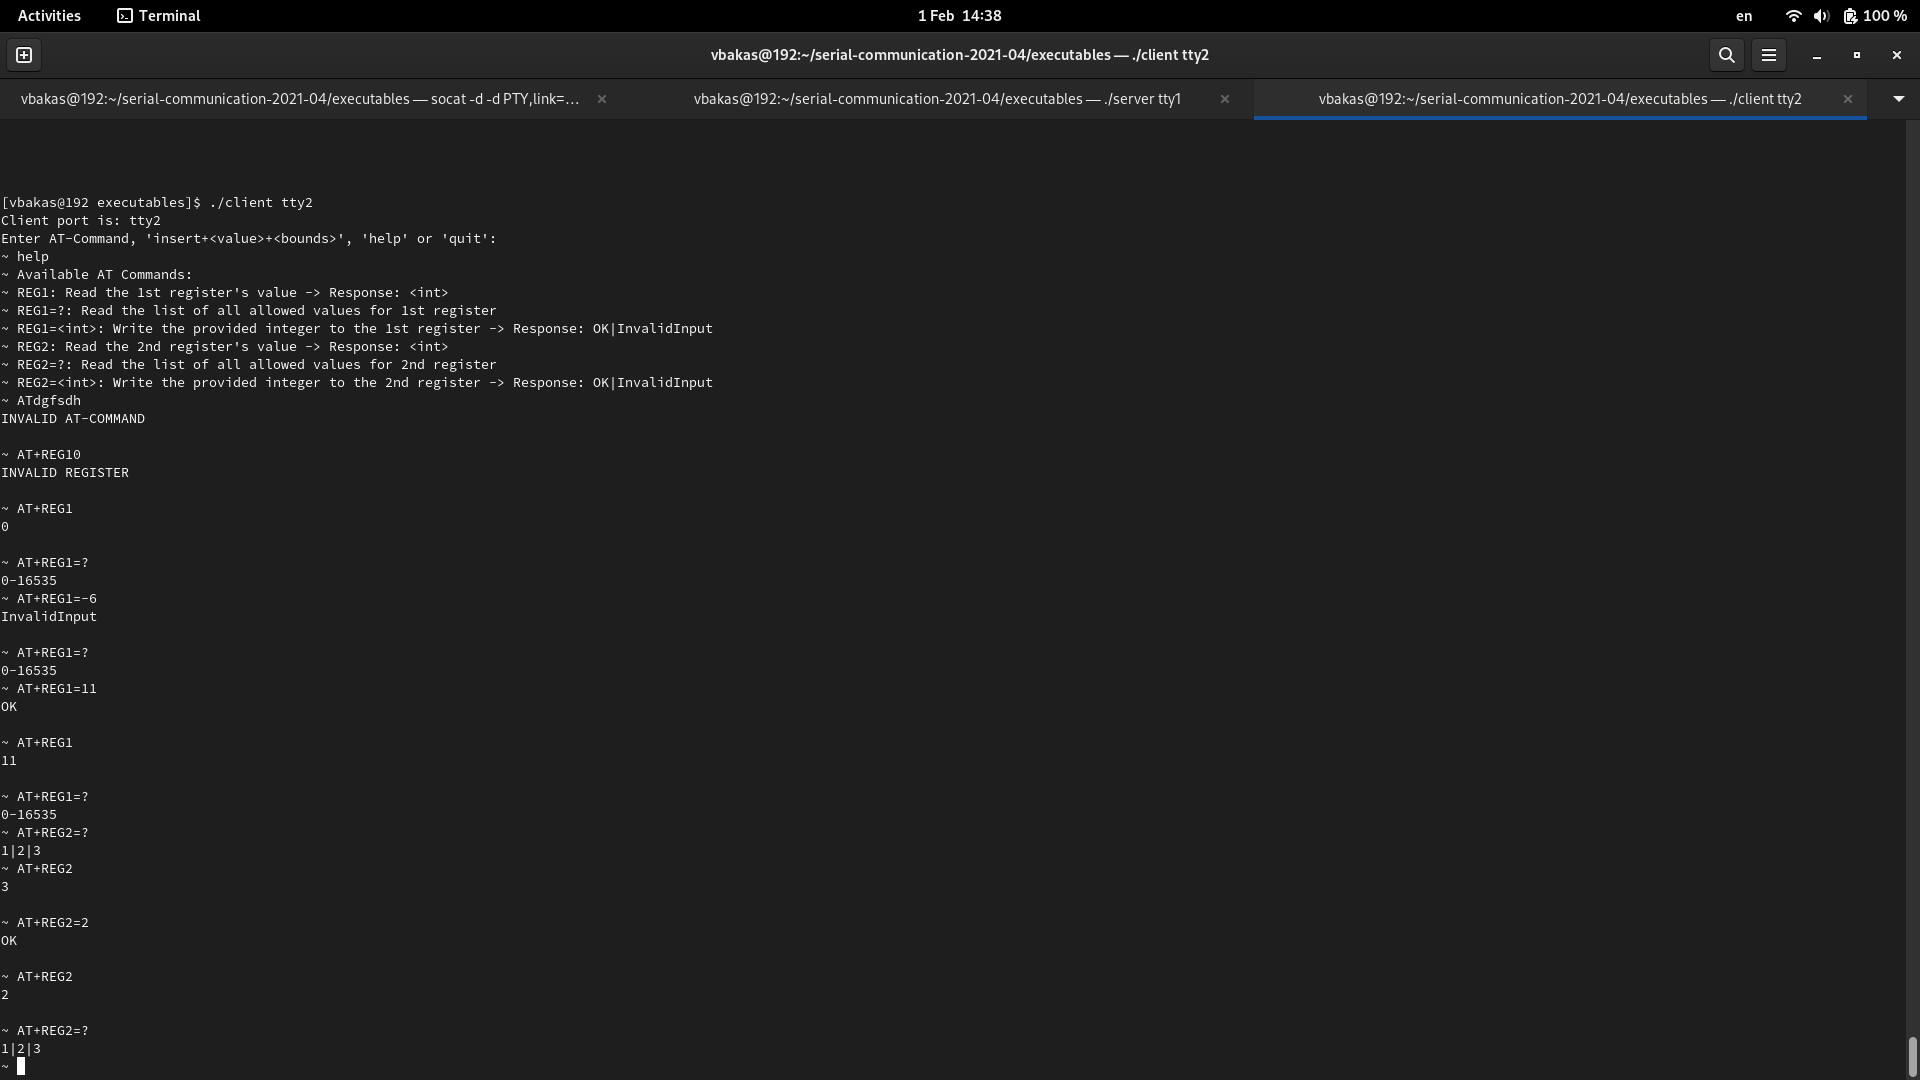 Activities
Terminal
1 Feb 14:38
en
100 %
vbakas@192:~/serial-communication-2021-04/executables — ./client tty2
vbakas@192:~/serial-communication-2021-04/executables — socat -d -d PTY,link=…
vbakas@192:~/serial-communication-2021-04/executables — ./server tty1
vbakas@192:~/serial-communication-2021-04/executables — ./client tty2
[vbakas@192 executables]$ ./client tty2
Client port is: tty2
Enter AT-Command, 'insert+<value>+<bounds>', 'help' or 'quit':
~ help
~ Available AT Commands:
~ REG1: Read the 1st register's value -> Response: <int>
~ REG1=?: Read the list of all allowed values for 1st register
~ REG1=<int>: Write the provided integer to the 1st register -> Response: OK|InvalidInput
~ REG2: Read the 2nd register's value -> Response: <int>
~ REG2=?: Read the list of all allowed values for 2nd register
~ REG2=<int>: Write the provided integer to the 2nd register -> Response: OK|InvalidInput
~ ATdgfsdh
INVALID AT-COMMAND
~ AT+REG10
INVALID REGISTER
~ AT+REG1
0
~ AT+REG1=?
0-16535
~ AT+REG1=-6
InvalidInput
~ AT+REG1=?
0-16535
~ AT+REG1=11
OK
~ AT+REG1
11
~ AT+REG1=?
0-16535
~ AT+REG2=?
1|2|3
~ AT+REG2
3
~ AT+REG2=2
OK
~ AT+REG2
2
~ AT+REG2=?
1|2|3
~